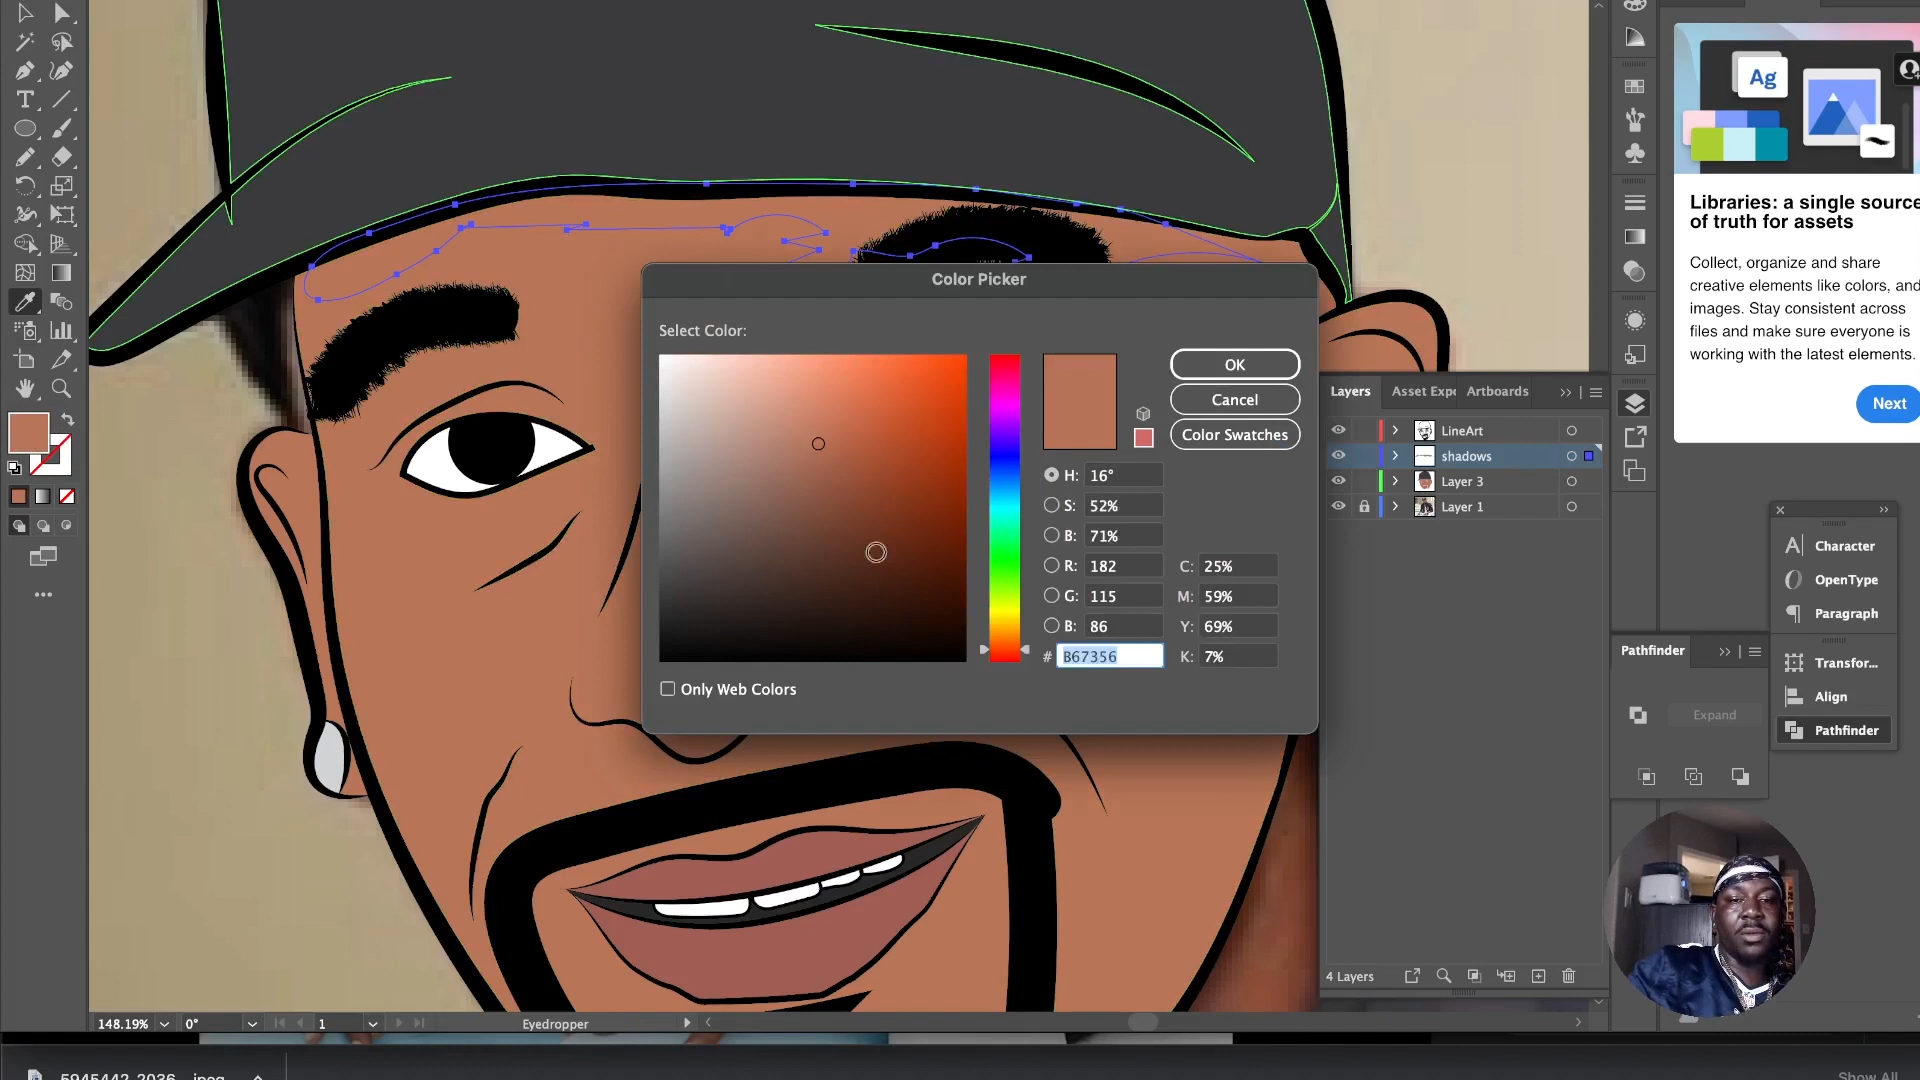 Ag
Libraries: a single source
of truth for assets
Collect, organize and share
creative elements like colors, and
images. Stay consistent across
files and make sure everyone is
working with the latest elements.
Next
Color Picker
Select Color:
OK
Cancel
Color Swatches
H: 16°
S: 52%
B: 71%
R: 182
G: 115
B: 86
# B67356
C: 25%
M: 59%
Y: 69%
K: 7%
Only Web Colors
Layers
Asset Expo
Artboards
LineArt
shadows
Layer 3
Layer 1
4 Layers
Character
OpenType
Paragraph
Transfor...
Align
Pathfinder
Pathfinder
Expand
148.19%
0°
1
Eyedropper
Show All